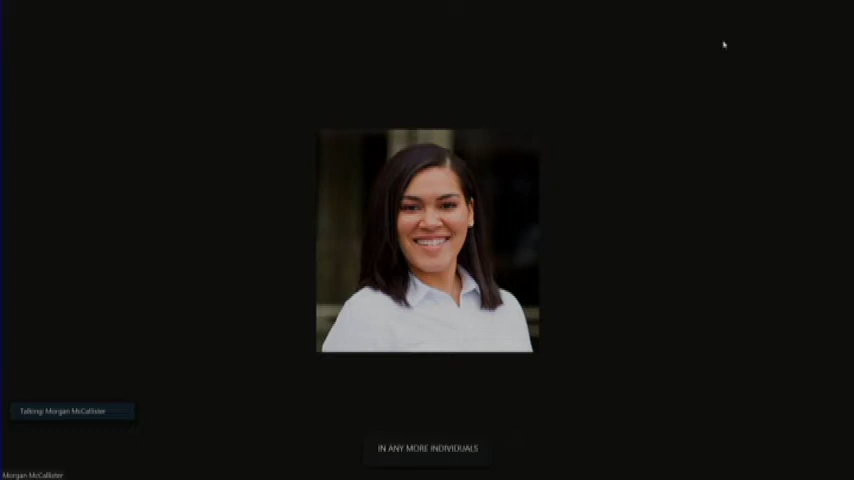 Talking: Morgan McCallister
IN ANY MORE INDIVIDUALS
Morgan McCallister